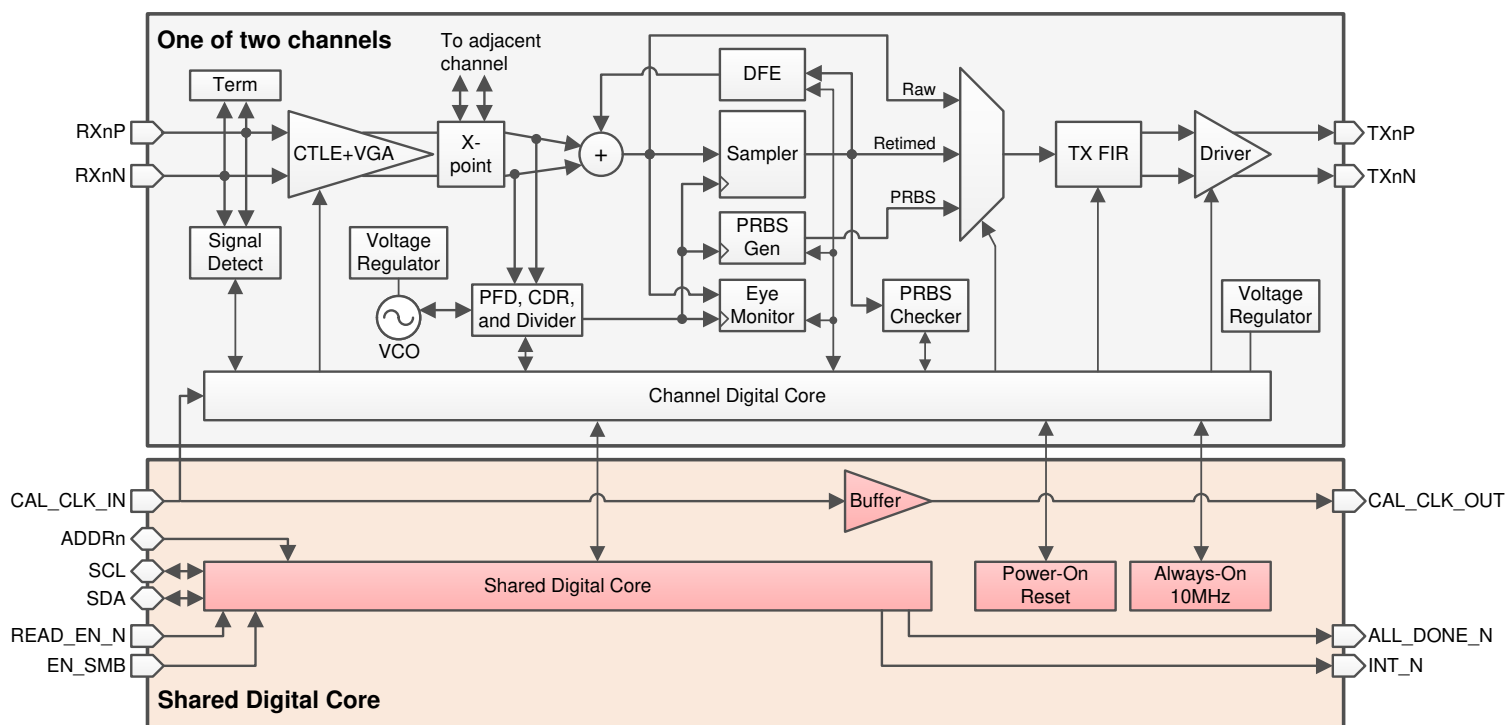 One of two channels
To adjacent
channel
Term
DFE
Raw
RXnP
RXnN
CTLE+VGA
X-
point
+
Sampler
Retimed
TX FIR
Driver
TXnP
TXnN
PRBS
Signal
Detect
Voltage
Regulator
PRBS
Gen
VCO
PFD, CDR,
and Divider
Eye
Monitor
PRBS
Checker
Voltage
Regulator
Channel Digital Core
CAL_CLK_IN
Buffer
CAL_CLK_OUT
ADDRn
SCL
SDA
Shared Digital Core
Power-On
Reset
Always-On
10MHz
READ_EN_N
EN_SMB
ALL_DONE_N
INT_N
Shared Digital Core